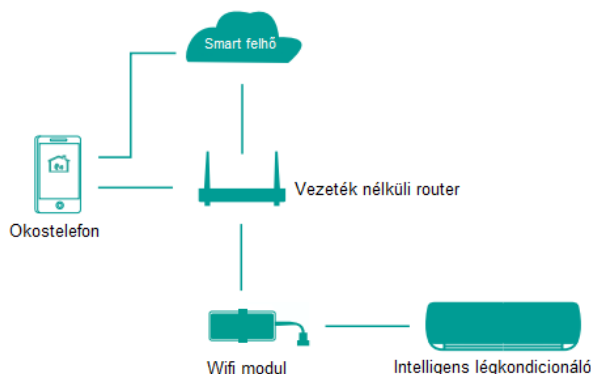 Smart felhő
Vezeték nélküli router
Okostelefon
Wifi modul
Intelligens légkondicionáló